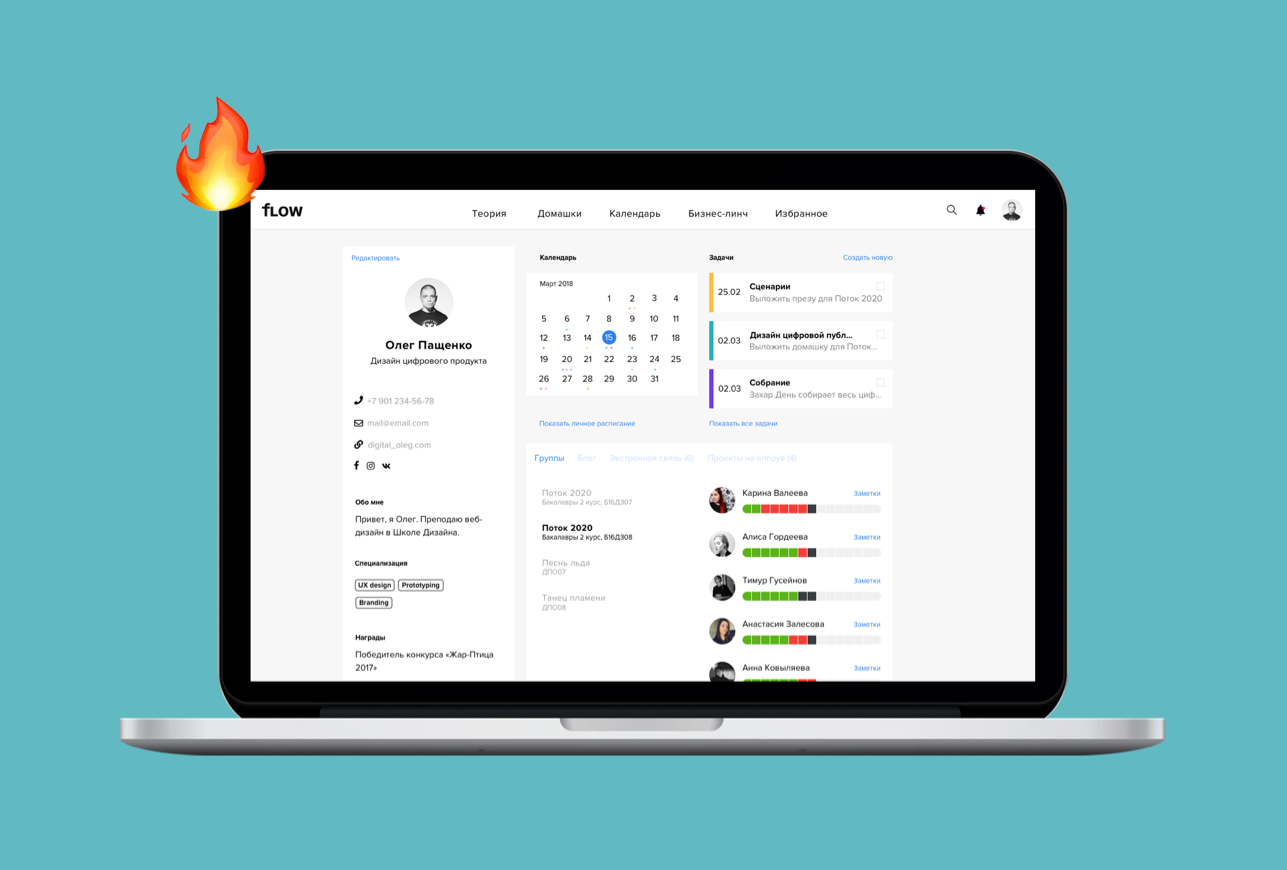 fLOW
Теория Домашки Календарь Бизнес-линч Избранное
Редактировать
Олег Пащенко
Дизайн цифрового продукта
+7 901 234-56-78
mail@email.com
digital_oleg.com
Обо мне
Привет, я Олег. Преподаю веб-
дизайн в Школе Дизайна.
Специализация
UX design Prototyping
Branding
Награды
Победитель конкурса «Жар-Птица
2017»
Календарь
Март 2018
1 2 3 4
5 6 7 8 9 10 11
12 13 14 15 16 17 18
19 20 21 22 23 24 25
26 27 28 29 30 31
Показать личное расписание
Задачи Создать новую
25.02 Сценарии
Выложить презу для Поток 2020
02.03 Дизайн цифровой публ...
Выложить домашку для Поток...
02.03 Собрание
Захар День собирает весь циф...
Показать все задачи
Группы Блог Экстренная связь (6) Проекты на аппрув (4)
Поток 2020
Бакалавры 2 курс, Б16Д307
Поток 2020
Бакалавры 2 курс, Б16Д308
Песнь льда
ДПО07
Танец пламени
ДПО08
Карина Валеева Заметки
Алиса Гордеева Заметки
Тимур Гусейнов Заметки
Анастасия Залесова Заметки
Анна Ковыляева Заметки